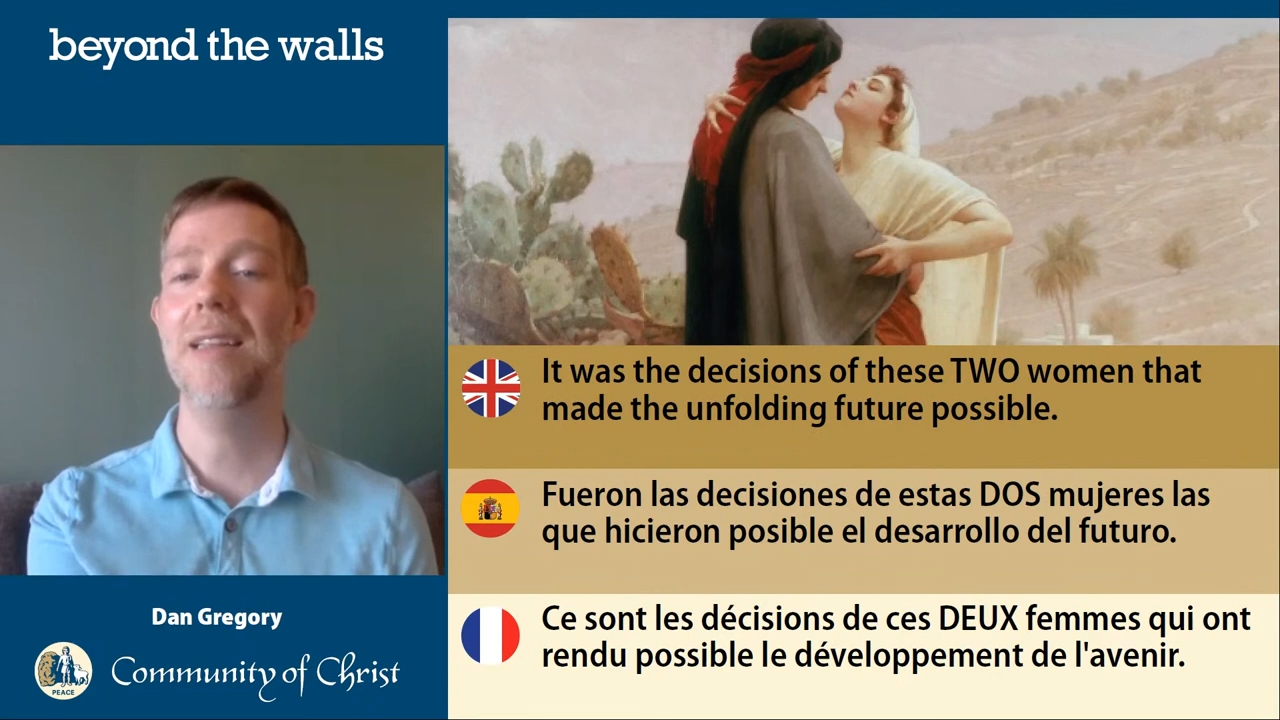 beyond the walls
It was the decisions of these TWO women that
made the unfolding future possible.
Fueron las decisiones de estas DOS mujeres las
que hicieron posible el desarrollo del futuro.
Ce sont les décisions de ces DEUX femmes qui ont
rendu possible le développement de l'avenir.
Dan Gregory
PEACE
Community of Christ